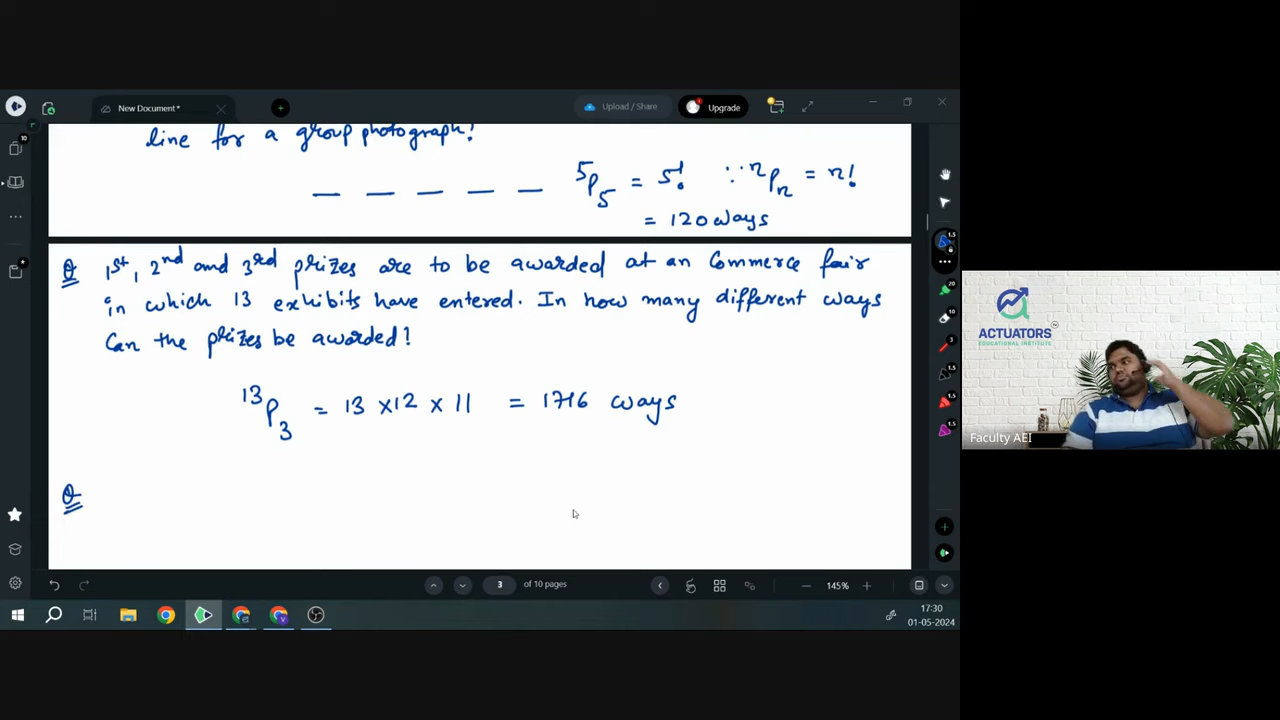 New Document*
Upload / Share
Upgrade
line for a group photograph?
⁵P₅ = 5! ∵ ⁿPₙ = n!
= 120 ways
Q 1st, 2nd and 3rd prizes are to be awarded at an Commerce fair
in which 13 exhibits have entered. In how many different ways
Can the prizes be awarded?
¹³P₃ = 13 × 12 × 11 = 1716 ways
Q
ACTUATORS
EDUCATIONAL INSTITUTE
Faculty AEI
3 of 10 pages
145%
17:30
01-05-2024